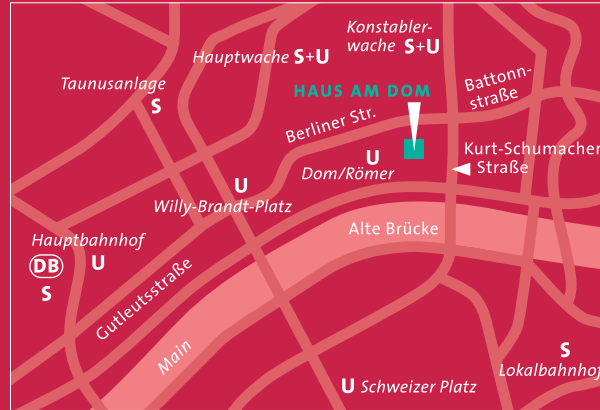 Konstabler-
wache S+U
Hauptwache S+U
Taunusanlage
S
HAUS AM DOM
Battonn-
straße
Berliner Str.
Kurt-Schumacher
Straße
U
Dom/Römer
U
Willy-Brandt-Platz
Alte Brücke
Hauptbahnhof
DB U
S
Gutleutsstraße
Main
S
Lokalbahnhof
U Schweizer Platz